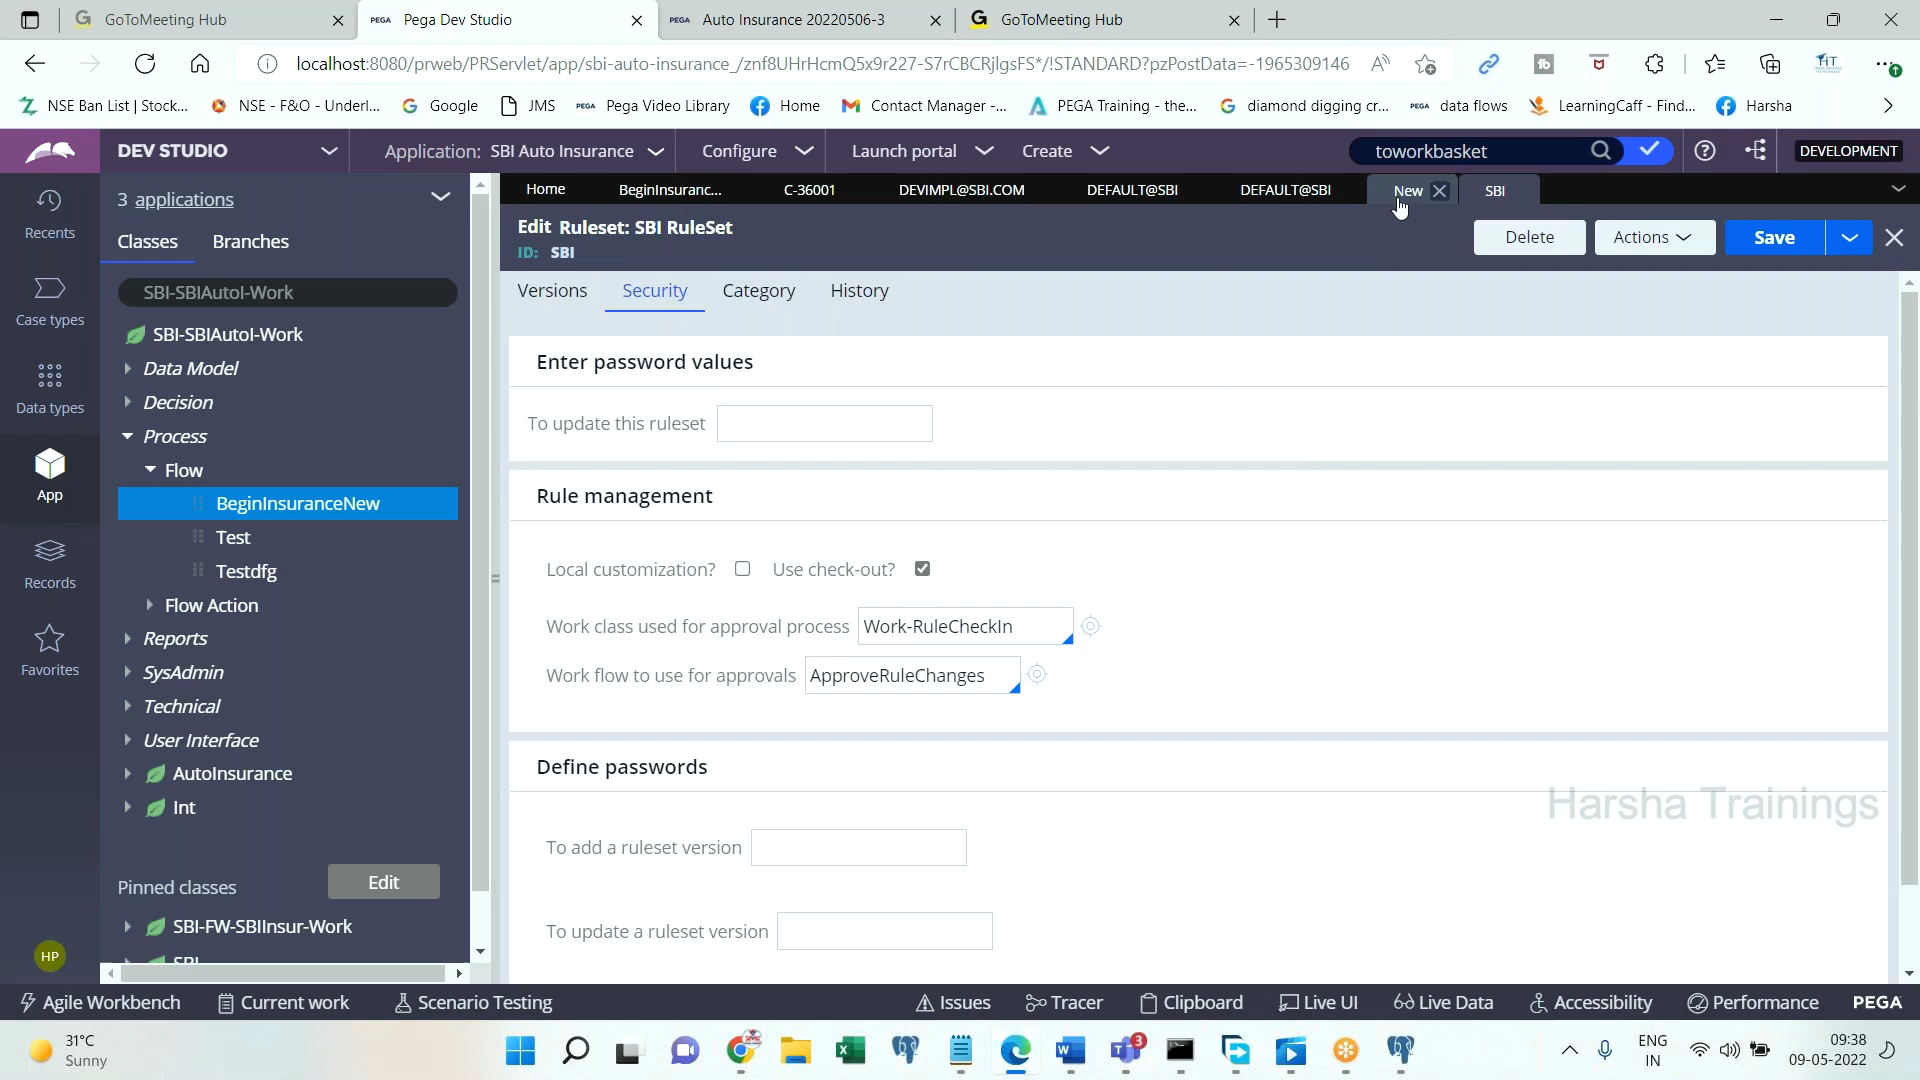 GoToMeeting Hub
PEGA Pega Dev Studio
PEGA Auto Insurance 20220506-3
G GoToMeeting Hub
localhost:8080/prweb/PRServlet/app/sbi-auto-insurance_/znf8UHrHcmQ5x9r227-S7rCBCRjlgsFS*/!STANDARD?pzPostData=-1965309146
NSE Ban List | Stock... NSE - F&O - Underl... Google JMS PEGA Pega Video Library Home Contact Manager -... PEGA Training - the... diamond digging cr... PEGA data flows LearningCaff - Find... Harsha
DEV STUDIO Application: SBI Auto Insurance Configure Launch portal Create toworkbasket DEVELOPMENT
Home BeginInsuranc... C-36001 DEVIMPL@SBI.COM DEFAULT@SBI DEFAULT@SBI New SBI
Recents
Case types
Data types
App
Records
Favorites
HP
3 applications
Classes Branches
SBI-SBIAutoI-Work
SBI-SBIAutoI-Work
Data Model
Decision
Process
Flow
BeginInsuranceNew
Test
Testdfg
Flow Action
Reports
SysAdmin
Technical
User Interface
AutoInsurance
Int
Pinned classes Edit
SBI-FW-SBIInsur-Work
SBI
Edit Ruleset: SBI RuleSet
ID: SBI
Delete Actions Save
Versions Security Category History
Enter password values
To update this ruleset
Rule management
Local customization? Use check-out?
Work class used for approval process Work-RuleCheckIn
Work flow to use for approvals ApproveRuleChanges
Define passwords
Harsha Trainings
To add a ruleset version
To update a ruleset version
Agile Workbench Current work Scenario Testing Issues Tracer Clipboard Live UI Live Data Accessibility Performance PEGA
31°C
Sunny
3
ENG
IN
09:38
09-05-2022